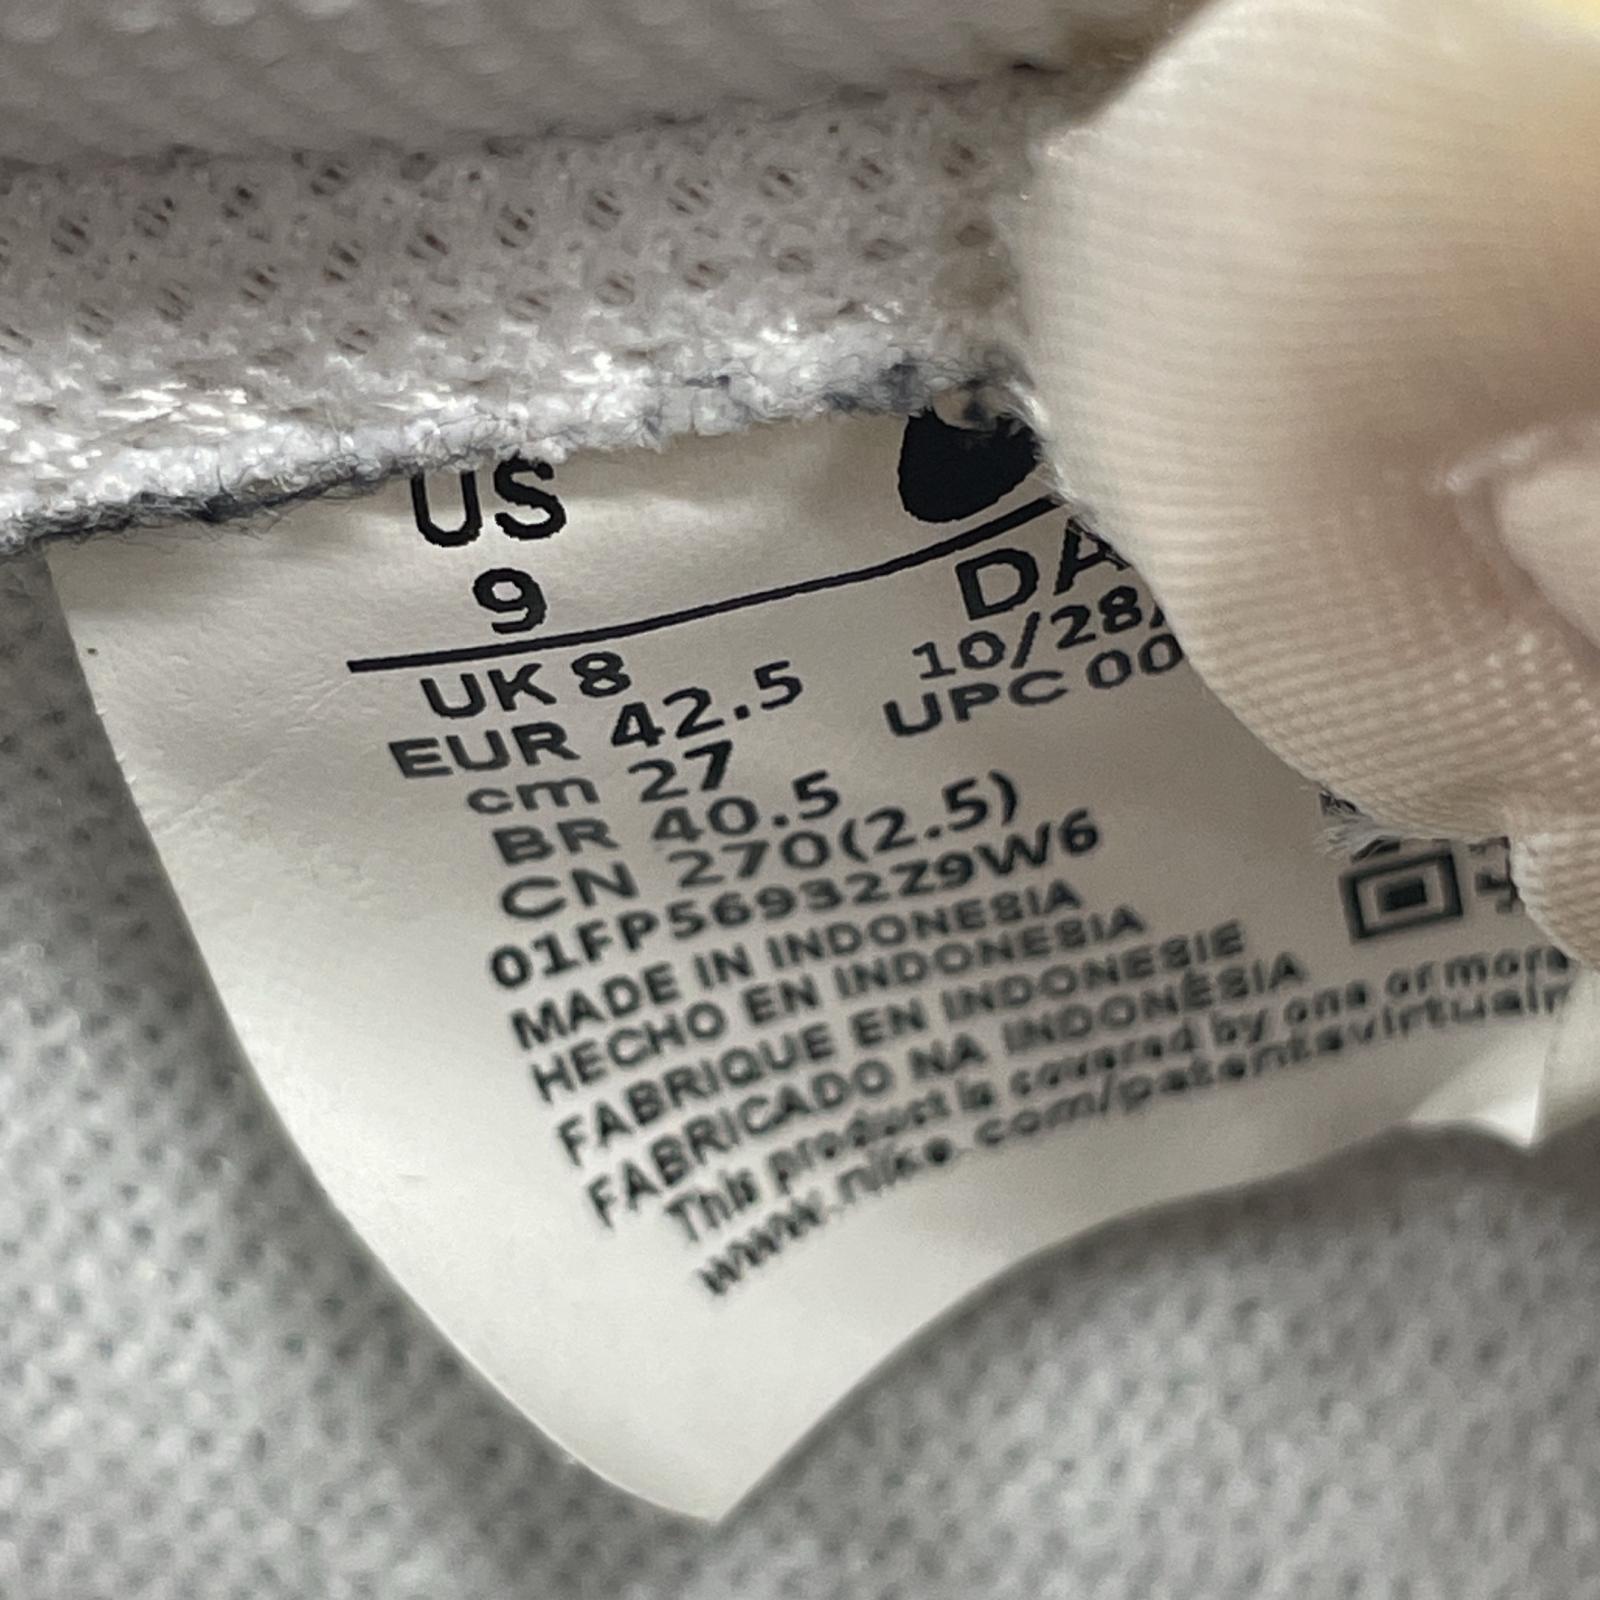 US
9
UK 8
EUR 42.5
cm 27
BR 40.5
CN 270(2.5)
01FP56932Z9W6
MADE IN INDONESIA
HECHO EN INDONESIA
FABRIQUE EN INDONESIE
FABRICADO NA INDONÉSIA
This product is covered by one or more
www.nike.com/patentsvirtualm
DA
10/28/
UPC 00